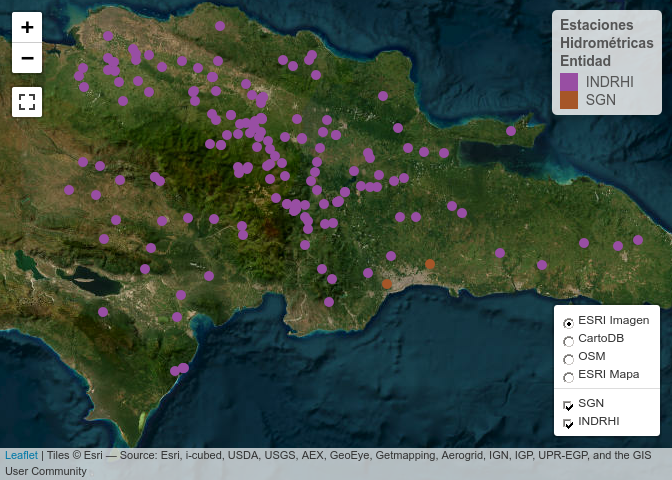 +
−
Estaciones
Hidrométricas
Entidad
INDRHI
SGN
ESRI Imagen
CartoDB
OSM
ESRI Mapa
SGN
INDRHI
Leaflet | Tiles © Esri — Source: Esri, i-cubed, USDA, USGS, AEX, GeoEye, Getmapping, Aerogrid, IGN, IGP, UPR-EGP, and the GIS
User Community